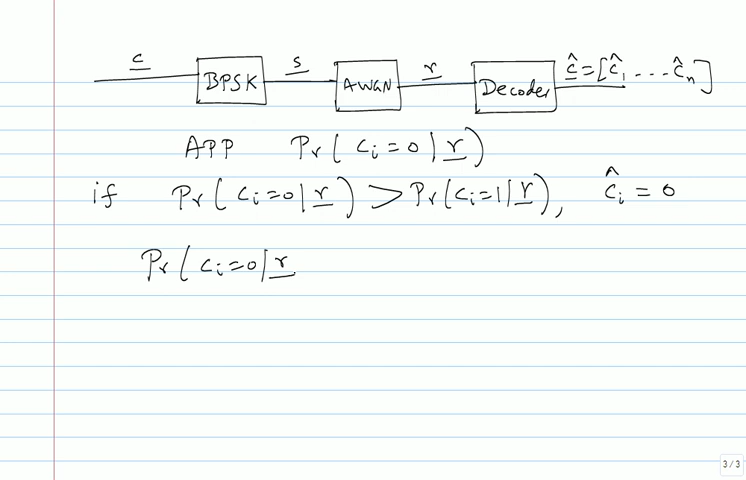 c BPSK s AWGN r Decoder ĉ = [ĉ₁ ... ĉₙ]
APP Pr( cᵢ=0 | r )
if Pr( cᵢ=0 | r ) > Pr( cᵢ=1 | r ), ĉᵢ = 0
Pr( cᵢ=0 | r
3 / 3